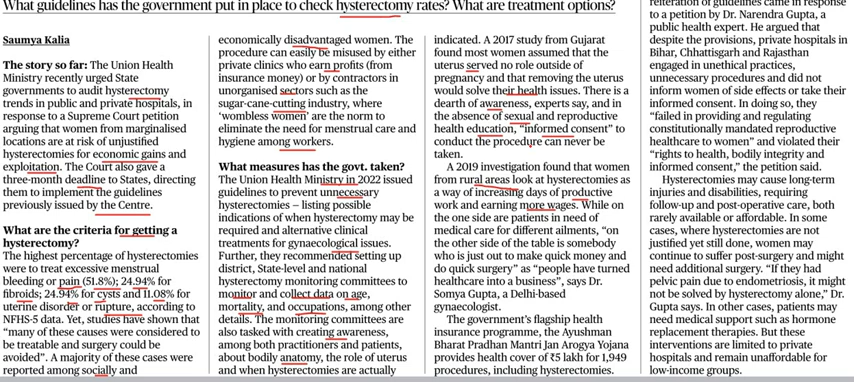 What guidelines has the government put in place to check hysterectomy rates? What are treatment options?
Saumya Kalia
The story so far: The Union Health
Ministry recently urged State
governments to audit hysterectomy
trends in public and private hospitals, in
response to a Supreme Court petition
arguing that women from marginalised
locations are at risk of unjustified
hysterectomies for economic gains and
exploitation. The Court also gave a
three-month deadline to States, directing
them to implement the guidelines
previously issued by the Centre.
What are the criteria for getting a
hysterectomy?
The highest percentage of hysterectomies
were to treat excessive menstrual
bleeding or pain (51.8%); 24.94% for
fibroids; 24.94% for cysts and 11.08% for
uterine disorder or rupture, according to
NFHS-5 data. Yet, studies have shown that
“many of these causes were considered to
be treatable and surgery could be
avoided”. A majority of these cases were
reported among socially and
economically disadvantaged women. The
procedure can easily be misused by either
private clinics who earn profits (from
insurance money) or by contractors in
unorganised sectors such as the
sugar-cane-cutting industry, where
‘wombless women’ are the norm to
eliminate the need for menstrual care and
hygiene among workers.
What measures has the govt. taken?
The Union Health Ministry in 2022 issued
guidelines to prevent unnecessary
hysterectomies — listing possible
indications of when hysterectomy may be
required and alternative clinical
treatments for gynaecological issues.
Further, they recommended setting up
district, State-level and national
hysterectomy monitoring committees to
monitor and collect data on age,
mortality, and occupation, among other
details. The monitoring committees are
also tasked with creating awareness,
among both practitioners and patients,
about bodily anatomy, the role of uterus
and when hysterectomies are actually
indicated. A 2017 study from Gujarat
found most women assumed that the
uterus served no role outside of
pregnancy and that removing the uterus
would solve their health issues. There is a
dearth of awareness, experts say, and in
the absence of sexual and reproductive
health education, “informed consent” to
conduct the procedure can never be
taken.
A 2019 investigation found that women
from rural areas look at hysterectomies as
a way of increasing days of productive
work and earning more wages. While on
the one side are patients in need of
medical care for different ailments, “on
the other side of the table is somebody
who is just out to make quick money and
do quick surgery” as “people have turned
healthcare into a business”, says Dr.
Somya Gupta, a Delhi-based
gynaecologist.
The government’s flagship health
insurance programme, the Ayushman
Bharat Pradhan Mantri Jan Arogya Yojana
provides health cover of ₹5 lakh for 1,949
procedures, including hysterectomies.
reiteration of guidelines came in response
to a petition by Dr. Narendra Gupta, a
public health expert. He argued that
despite the provisions, private hospitals in
Bihar, Chhattisgarh and Rajasthan
engaged in unethical practices,
unnecessary procedures and did not
inform women of side effects or take their
informed consent. In doing so, they
“failed in providing and regulating
constitutionally mandated reproductive
healthcare to women” and violated their
“rights to health, bodily integrity and
informed consent,” the petition said.
Hysterectomies may cause long-term
injuries and disabilities, requiring
follow-up and post-operative care, both
rarely available or affordable. In some
cases, where hysterectomies are not
justified yet still done, women may
continue to suffer post-surgery and might
need additional surgery. “If they had
pelvic pain due to endometriosis, it might
not be solved by hysterectomy alone,” Dr.
Gupta says. In other cases, patients may
need medical support such as hormone
replacement therapies. But these
interventions are limited to private
hospitals and remain unaffordable for
low-income groups.